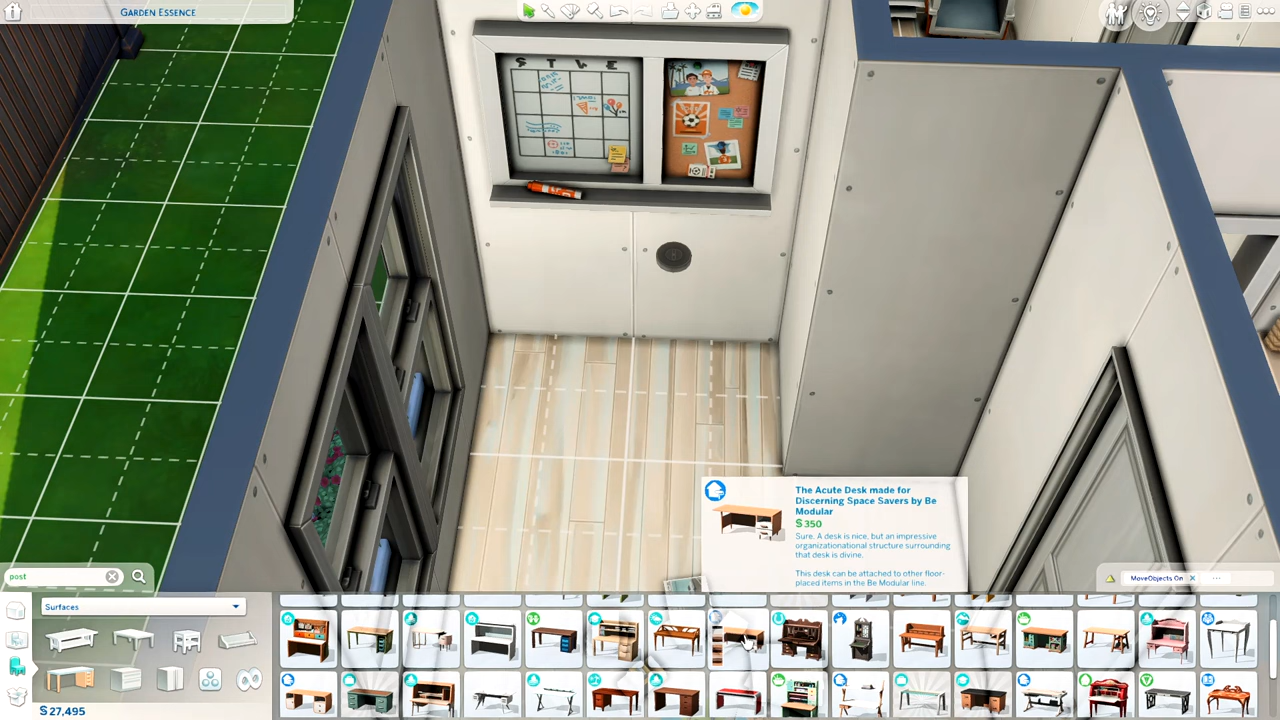 GARDEN ESSENCE
S T W E
The Acute Desk made for
Discerning Space Savers by Be
Modular
§350
Sure. A desk is nice, but an impressive
organizationational structure surrounding
that desk is divine.
This desk can be attached to other floor-
placed items in the Be Modular line.
post
MoveObjects On
Surfaces
§27,495